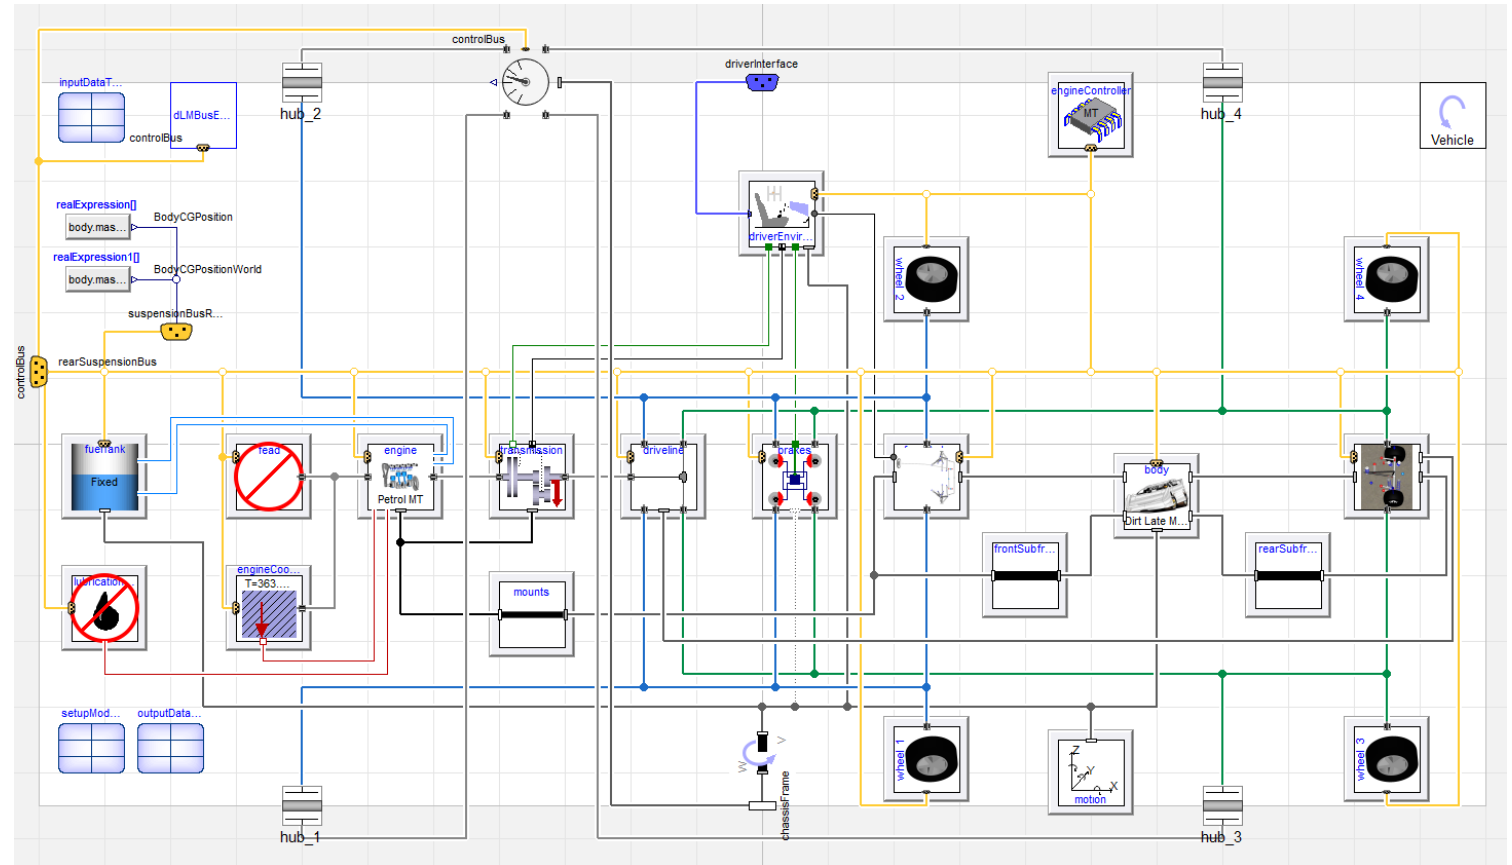 controlBus
driverInterface
inputDataT...
dLMBusE...
controlBus
hub_2
engineController
MT
hub_4
Vehicle
realExpression[]
body.mas...
BodyCGPosition
realExpression1[]
body.mas...
BodyCGPositionWorld
suspensionBusR...
driverEnvir...
wheel_2
wheel_4
controlBus
rearSuspensionBus
fuelTank
Fixed
fead
engine
Petrol MT
transmission
driveline
brakes
body
Dirt Late M...
lubrication...
engineCoo...
T=363....
mounts
frontSubfr...
rearSubfr...
setupMod...
outputData...
V
W
chassisFrame
wheel_1
Z
Y
X
motion
wheel_3
hub_1
hub_3